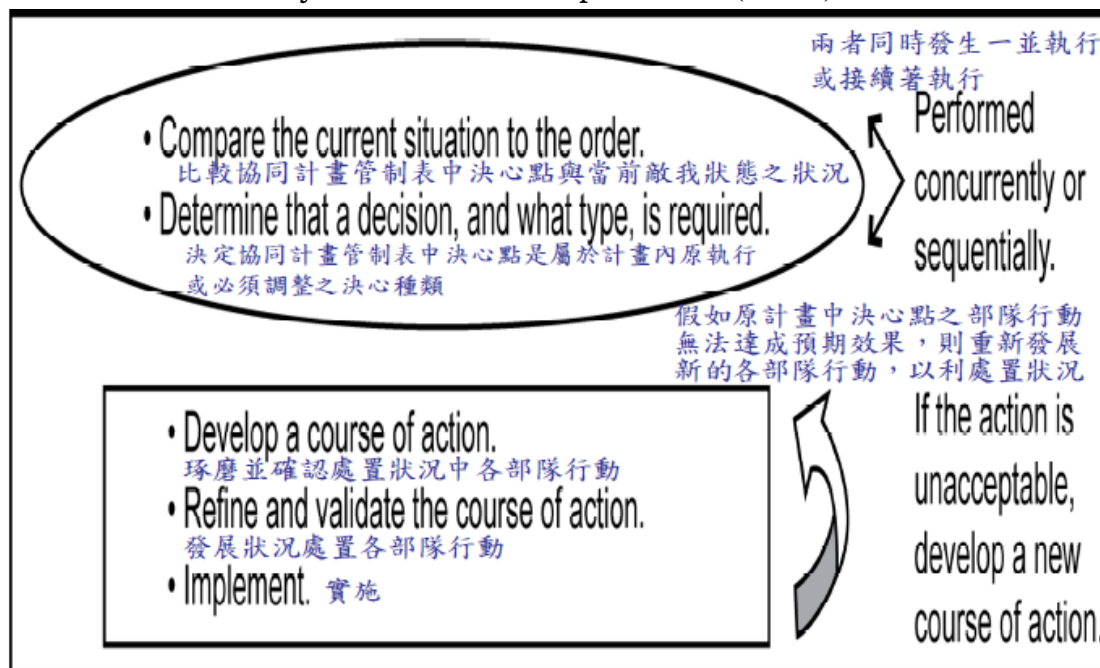 兩者同時發生一並執行
或接續著執行
• Compare the current situation to the order.
比較協同計畫管制表中決心點與當前敵我狀態之狀況
• Determine that a decision, and what type, is required.
決定協同計畫管制表中決心點是屬於計畫內原執行
或必須調整之決心種類
Performed
concurrently or
sequentially.
假如原計畫中決心點之部隊行動
無法達成預期效果,則重新發展
新的各部隊行動,以利處置狀況
• Develop a course of action.
琢磨並確認處置狀況中各部隊行動
• Refine and validate the course of action.
發展狀況處置各部隊行動
• Implement. 實施
If the action is
unacceptable,
develop a new
course of action.